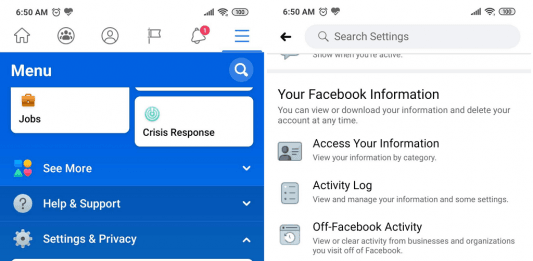 6:50 AM
100
1
Menu
Jobs
Crisis Response
See More
Help & Support
Settings & Privacy
6:50 AM
100
Search Settings
Show when you're active.
Your Facebook Information
You can view or download your information and delete your
account at any time.
Access Your Information
View your information by category.
Activity Log
View and manage your information and some settings.
Off-Facebook Activity
View or clear activity from businesses and organizations
you visit off of Facebook.